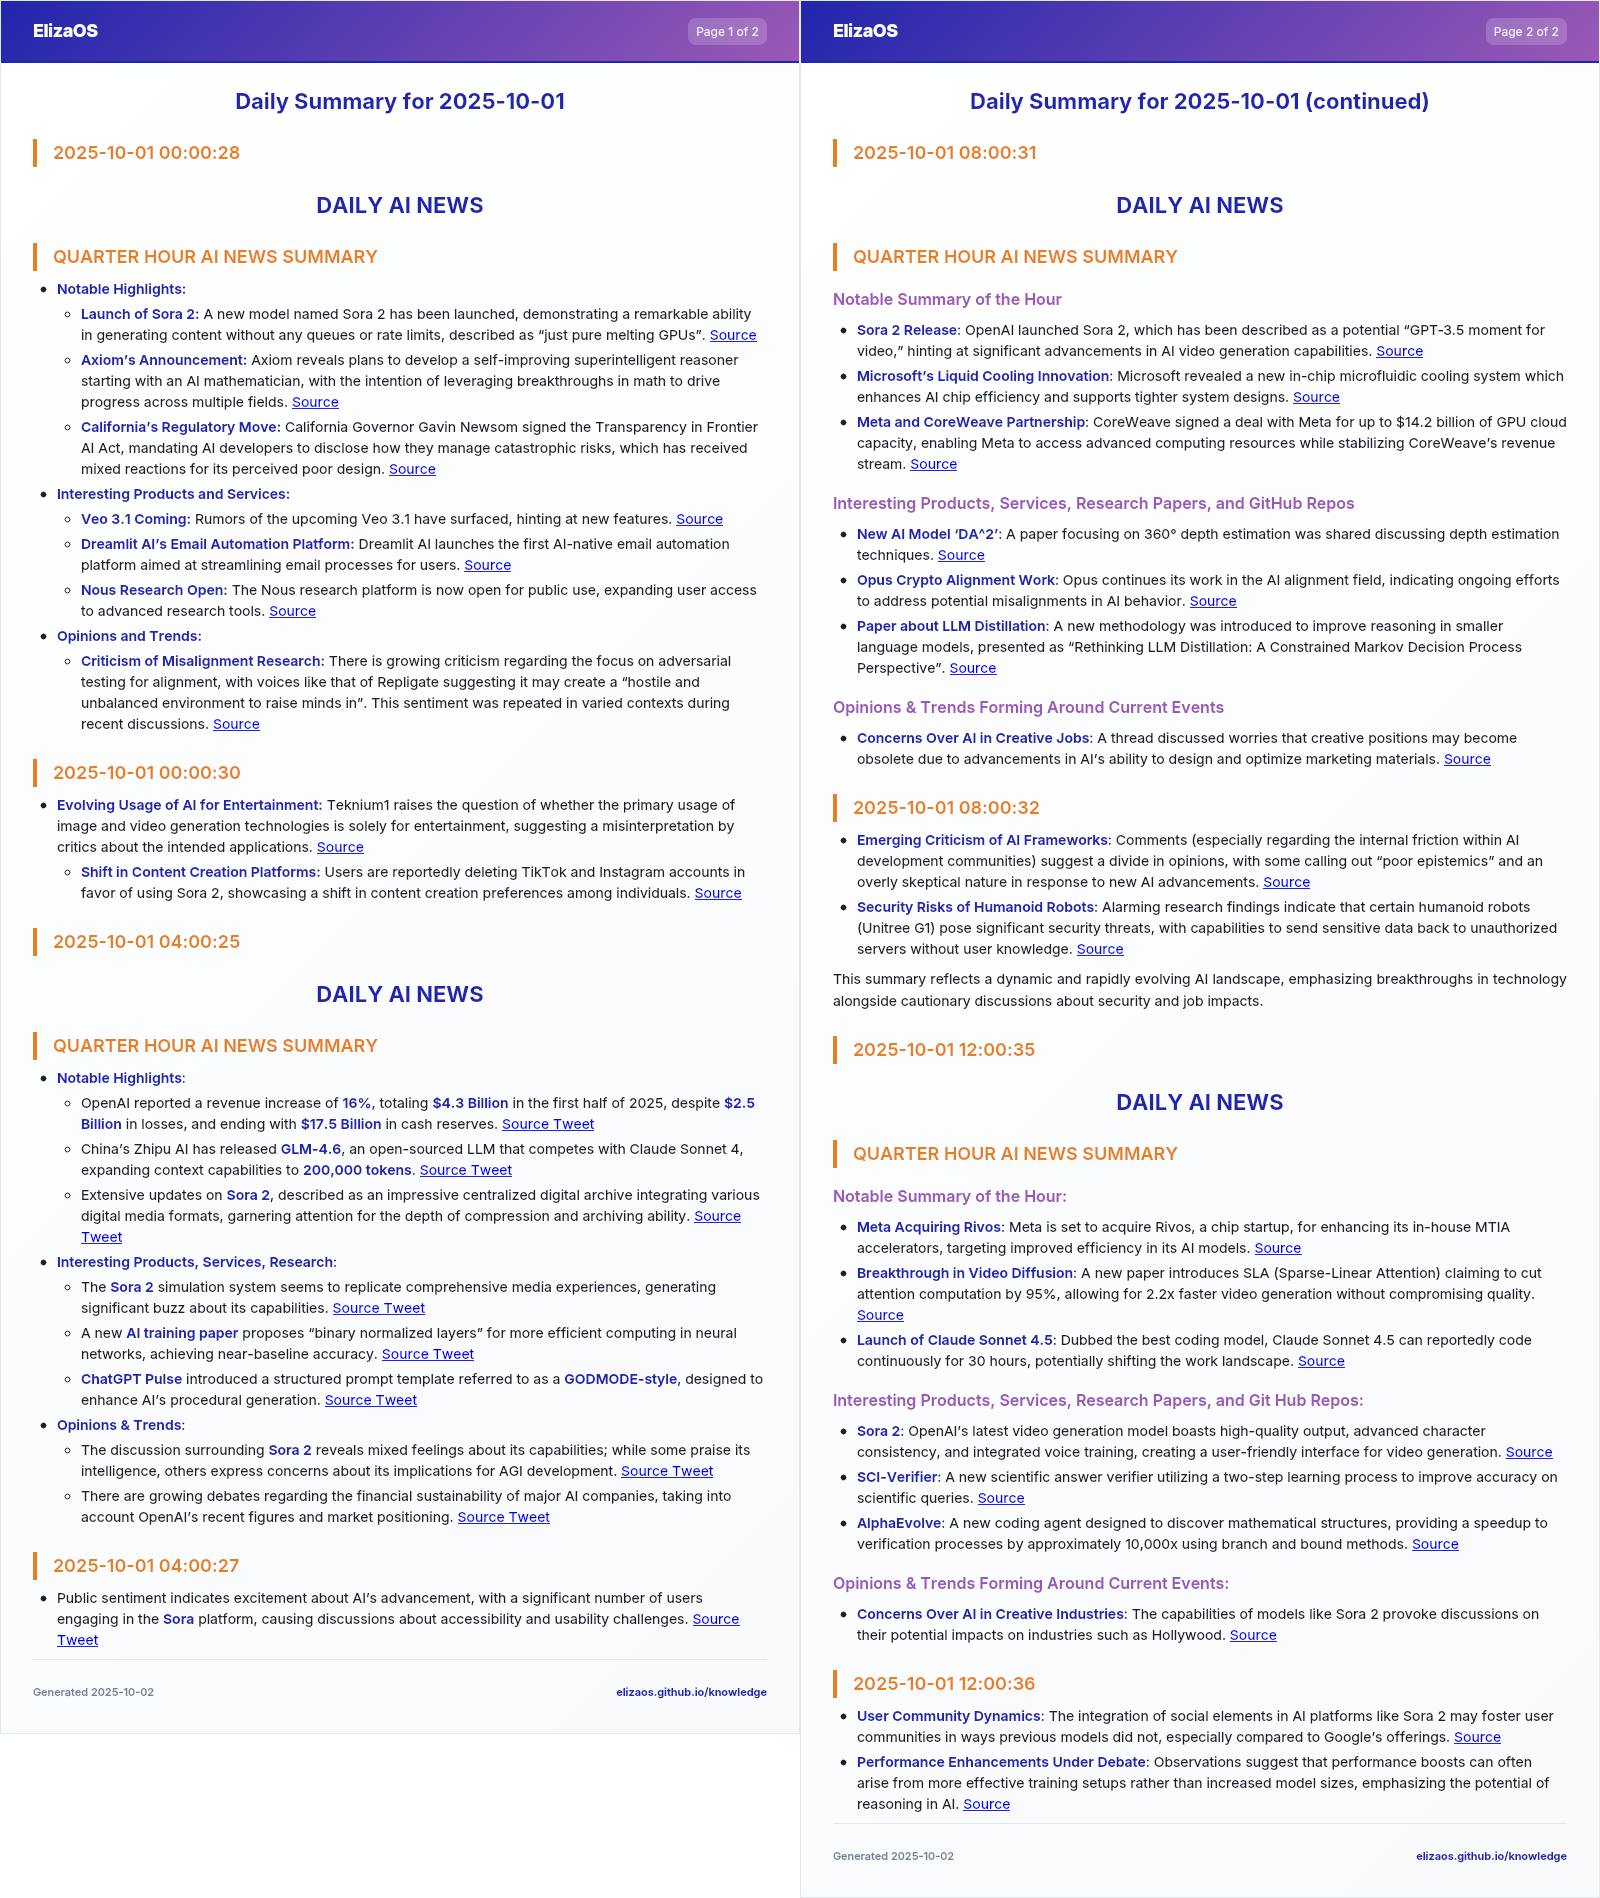 ElizaOS
Page 1 of 2
Daily Summary for 2025-10-01
2025-10-01 00:00:28
DAILY AI NEWS
QUARTER HOUR AI NEWS SUMMARY
Notable Highlights:
Launch of Sora 2: A new model named Sora 2 has been launched, demonstrating a remarkable ability
in generating content without any queues or rate limits, described as “just pure melting GPUs”. Source
Axiom’s Announcement: Axiom reveals plans to develop a self-improving superintelligent reasoner
starting with an AI mathematician, with the intention of leveraging breakthroughs in math to drive
progress across multiple fields. Source
California’s Regulatory Move: California Governor Gavin Newsom signed the Transparency in Frontier
AI Act, mandating AI developers to disclose how they manage catastrophic risks, which has received
mixed reactions for its perceived poor design. Source
Interesting Products and Services:
Veo 3.1 Coming: Rumors of the upcoming Veo 3.1 have surfaced, hinting at new features. Source
Dreamlit AI’s Email Automation Platform: Dreamlit AI launches the first AI-native email automation
platform aimed at streamlining email processes for users. Source
Nous Research Open: The Nous research platform is now open for public use, expanding user access
to advanced research tools. Source
Opinions and Trends:
Criticism of Misalignment Research: There is growing criticism regarding the focus on adversarial
testing for alignment, with voices like that of Repligate suggesting it may create a “hostile and
unbalanced environment to raise minds in”. This sentiment was repeated in varied contexts during
recent discussions. Source
2025-10-01 00:00:30
Evolving Usage of AI for Entertainment: Teknium1 raises the question of whether the primary usage of
image and video generation technologies is solely for entertainment, suggesting a misinterpretation by
critics about the intended applications. Source
Shift in Content Creation Platforms: Users are reportedly deleting TikTok and Instagram accounts in
favor of using Sora 2, showcasing a shift in content creation preferences among individuals. Source
2025-10-01 04:00:25
DAILY AI NEWS
QUARTER HOUR AI NEWS SUMMARY
Notable Highlights:
OpenAI reported a revenue increase of 16%, totaling $4.3 Billion in the first half of 2025, despite $2.5
Billion in losses, and ending with $17.5 Billion in cash reserves. Source Tweet
China’s Zhipu AI has released GLM-4.6, an open-sourced LLM that competes with Claude Sonnet 4,
expanding context capabilities to 200,000 tokens. Source Tweet
Extensive updates on Sora 2, described as an impressive centralized digital archive integrating various
digital media formats, garnering attention for the depth of compression and archiving ability. Source
Tweet
Interesting Products, Services, Research:
The Sora 2 simulation system seems to replicate comprehensive media experiences, generating
significant buzz about its capabilities. Source Tweet
A new AI training paper proposes “binary normalized layers” for more efficient computing in neural
networks, achieving near-baseline accuracy. Source Tweet
ChatGPT Pulse introduced a structured prompt template referred to as a GODMODE-style, designed to
enhance AI’s procedural generation. Source Tweet
Opinions & Trends:
The discussion surrounding Sora 2 reveals mixed feelings about its capabilities; while some praise its
intelligence, others express concerns about its implications for AGI development. Source Tweet
There are growing debates regarding the financial sustainability of major AI companies, taking into
account OpenAI’s recent figures and market positioning. Source Tweet
2025-10-01 04:00:27
Public sentiment indicates excitement about AI’s advancement, with a significant number of users
engaging in the Sora platform, causing discussions about accessibility and usability challenges. Source
Tweet
Generated 2025-10-02
elizaos.github.io/knowledge
ElizaOS
Page 2 of 2
Daily Summary for 2025-10-01 (continued)
2025-10-01 08:00:31
DAILY AI NEWS
QUARTER HOUR AI NEWS SUMMARY
Notable Summary of the Hour
Sora 2 Release: OpenAI launched Sora 2, which has been described as a potential “GPT-3.5 moment for
video,” hinting at significant advancements in AI video generation capabilities. Source
Microsoft’s Liquid Cooling Innovation: Microsoft revealed a new in-chip microfluidic cooling system which
enhances AI chip efficiency and supports tighter system designs. Source
Meta and CoreWeave Partnership: CoreWeave signed a deal with Meta for up to $14.2 billion of GPU cloud
capacity, enabling Meta to access advanced computing resources while stabilizing CoreWeave’s revenue
stream. Source
Interesting Products, Services, Research Papers, and GitHub Repos
New AI Model ‘DA^2’: A paper focusing on 360° depth estimation was shared discussing depth estimation
techniques. Source
Opus Crypto Alignment Work: Opus continues its work in the AI alignment field, indicating ongoing efforts
to address potential misalignments in AI behavior. Source
Paper about LLM Distillation: A new methodology was introduced to improve reasoning in smaller
language models, presented as “Rethinking LLM Distillation: A Constrained Markov Decision Process
Perspective”. Source
Opinions & Trends Forming Around Current Events
Concerns Over AI in Creative Jobs: A thread discussed worries that creative positions may become
obsolete due to advancements in AI’s ability to design and optimize marketing materials. Source
2025-10-01 08:00:32
Emerging Criticism of AI Frameworks: Comments (especially regarding the internal friction within AI
development communities) suggest a divide in opinions, with some calling out “poor epistemics” and an
overly skeptical nature in response to new AI advancements. Source
Security Risks of Humanoid Robots: Alarming research findings indicate that certain humanoid robots
(Unitree G1) pose significant security threats, with capabilities to send sensitive data back to unauthorized
servers without user knowledge. Source
This summary reflects a dynamic and rapidly evolving AI landscape, emphasizing breakthroughs in technology
alongside cautionary discussions about security and job impacts.
2025-10-01 12:00:35
DAILY AI NEWS
QUARTER HOUR AI NEWS SUMMARY
Notable Summary of the Hour:
Meta Acquiring Rivos: Meta is set to acquire Rivos, a chip startup, for enhancing its in-house MTIA
accelerators, targeting improved efficiency in its AI models. Source
Breakthrough in Video Diffusion: A new paper introduces SLA (Sparse-Linear Attention) claiming to cut
attention computation by 95%, allowing for 2.2x faster video generation without compromising quality.
Source
Launch of Claude Sonnet 4.5: Dubbed the best coding model, Claude Sonnet 4.5 can reportedly code
continuously for 30 hours, potentially shifting the work landscape. Source
Interesting Products, Services, Research Papers, and Git Hub Repos:
Sora 2: OpenAI’s latest video generation model boasts high-quality output, advanced character
consistency, and integrated voice training, creating a user-friendly interface for video generation. Source
SCI-Verifier: A new scientific answer verifier utilizing a two-step learning process to improve accuracy on
scientific queries. Source
AlphaEvolve: A new coding agent designed to discover mathematical structures, providing a speedup to
verification processes by approximately 10,000x using branch and bound methods. Source
Opinions & Trends Forming Around Current Events:
Concerns Over AI in Creative Industries: The capabilities of models like Sora 2 provoke discussions on
their potential impacts on industries such as Hollywood. Source
2025-10-01 12:00:36
User Community Dynamics: The integration of social elements in AI platforms like Sora 2 may foster user
communities in ways previous models did not, especially compared to Google’s offerings. Source
Performance Enhancements Under Debate: Observations suggest that performance boosts can often
arise from more effective training setups rather than increased model sizes, emphasizing the potential of
reasoning in AI. Source
Generated 2025-10-02
elizaos.github.io/knowledge